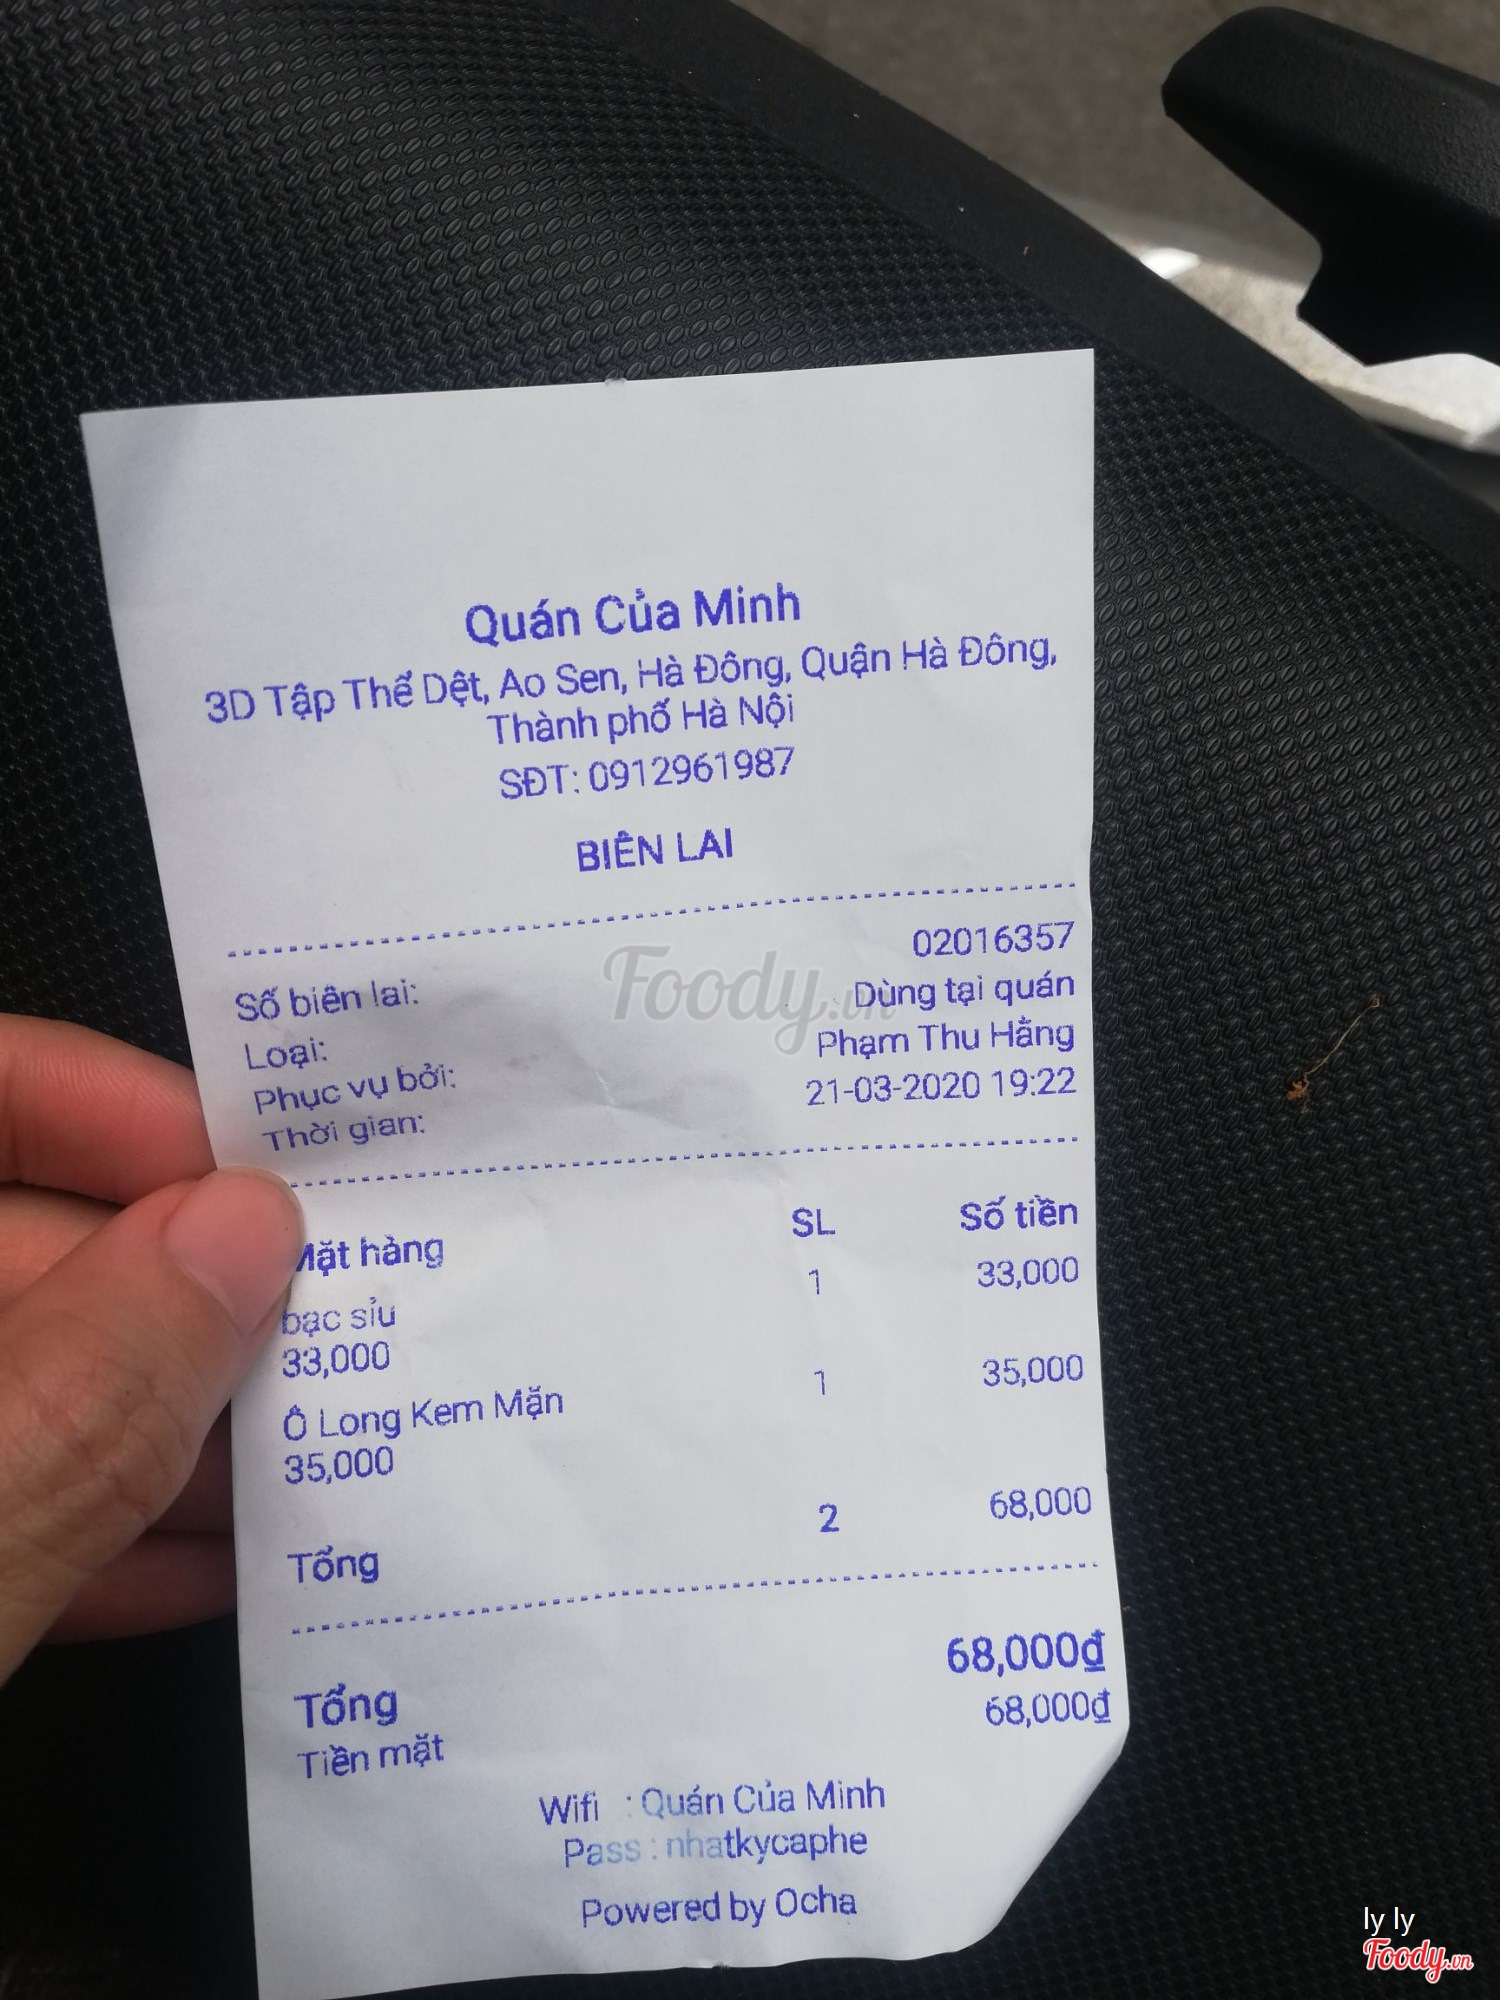 Quán Của Minh
3D Tập Thể Dệt, Ao Sen, Hà Đông, Quận Hà Đông,
Thành phố Hà Nội
SĐT: 0912961987
BIÊN LAI
Số biên lai: 02016357
Loại: Dùng tại quán
Phục vụ bởi: Phạm Thu Hằng
Thời gian: 21-03-2020 19:22
Mặt hàng SL Số tiền
bạc sỉu 1 33,000
33,000
Ô Long Kem Mặn 1 35,000
35,000
Tổng 2 68,000
Tổng 68,000₫
Tiền mặt 68,000₫
Wifi : Quán Của Minh
Pass : nhatkycaphe
Powered by Ocha
Foody.vn
ly ly
Foody.vn